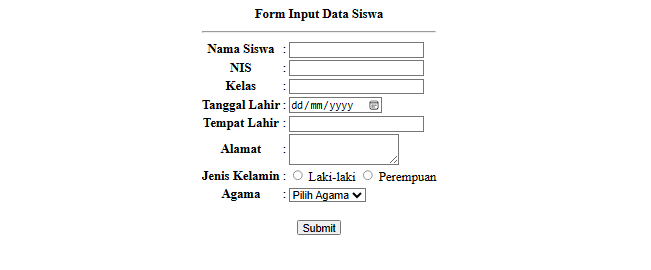 Form Input Data Siswa
Nama Siswa :
NIS :
Kelas :
Tanggal Lahir : dd/mm/yyyy
Tempat Lahir :
Alamat :
Jenis Kelamin : Laki-laki Perempuan
Agama : Pilih Agama
Submit